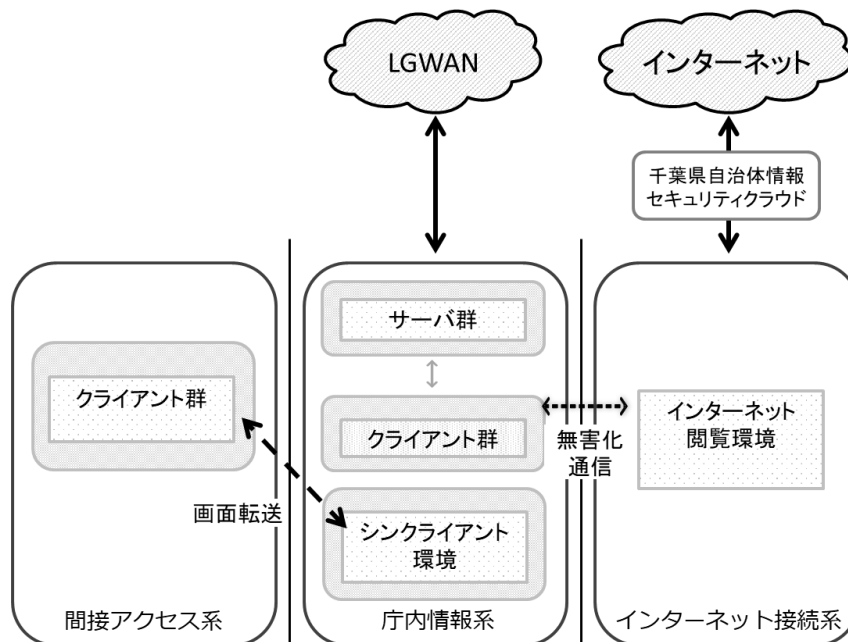 LGWAN
インターネット
千葉県自治体情報
セキュリティクラウド
サーバ群
クライアント群
クライアント群
無害化
通信
インターネット
閲覧環境
画面転送
シンクライアント
環境
間接アクセス系
庁内情報系
インターネット接続系